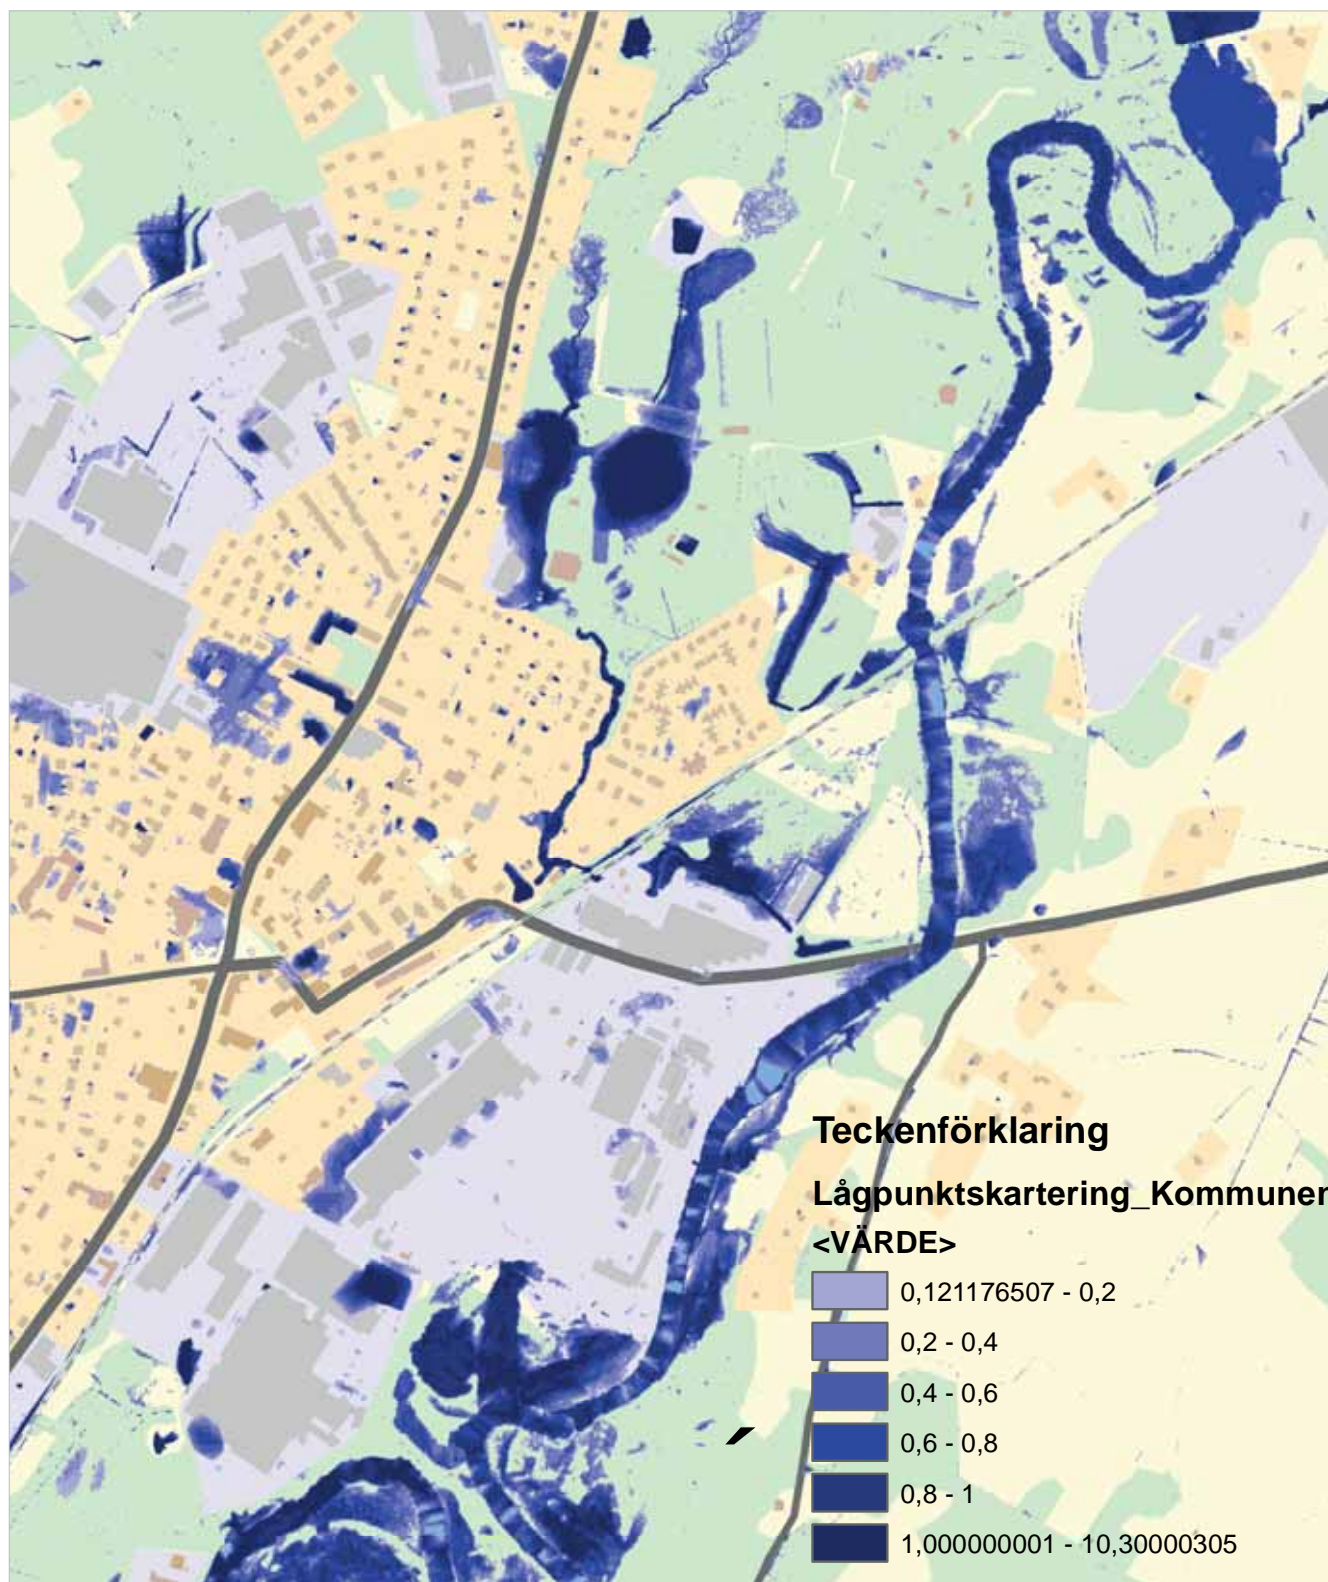 Teckenförklaring
Lågpunktskartering_Kommunen
<VÄRDE>
0,121176507 - 0,2
0,2 - 0,4
0,4 - 0,6
0,6 - 0,8
0,8 - 1
1,000000001 - 10,30000305